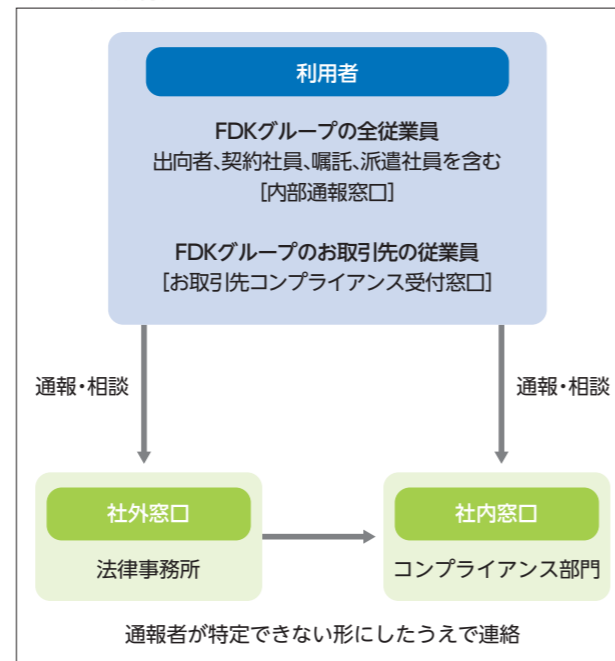 利用者
FDKグループの全従業員
出向者、契約社員、嘱託、派遣社員を含む
[内部通報窓口]
FDKグループのお取引先の従業員
[お取引先コンプライアンス受付窓口]
通報・相談
通報・相談
社外窓口
法律事務所
社内窓口
コンプライアンス部門
通報者が特定できない形にしたうえで連絡